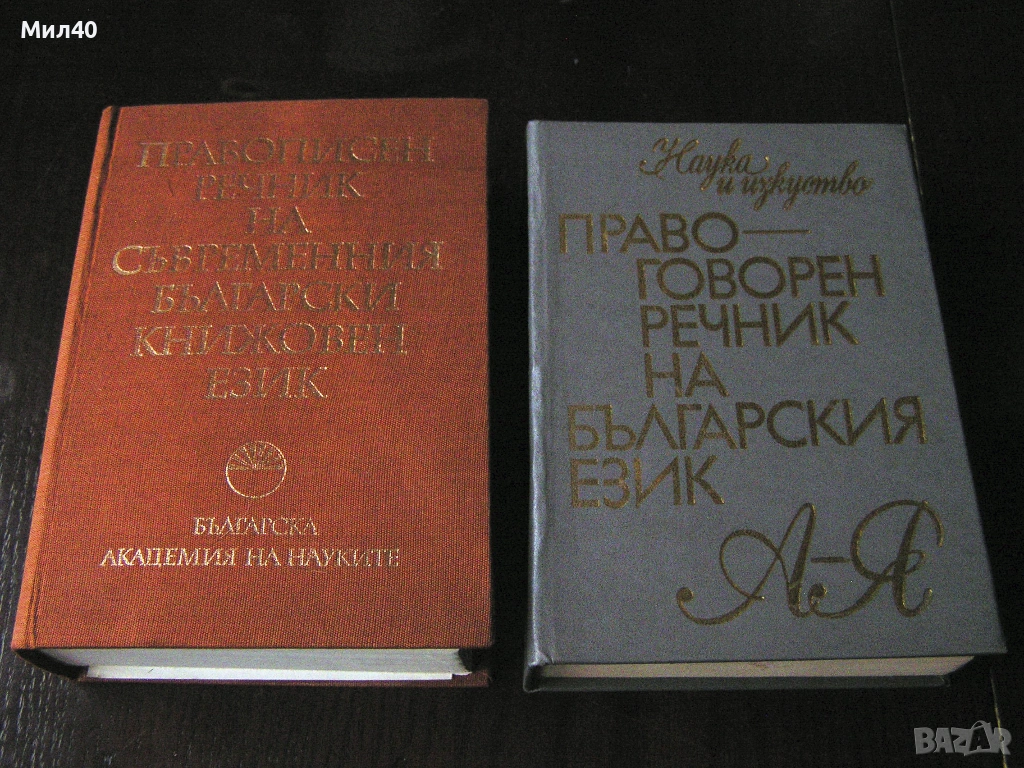 Мил40
ПРАВОПИСЕН
РЕЧНИК
НА
СЪВРЕМЕННИЯ
БЪЛГАРСКИ
КНИЖОВЕН
ЕЗИК
БЪЛГАРСКА
АКАДЕМИЯ НА НАУКИТЕ
Наука
и изкуство
ПРАВО—
ГОВОРЕН
РЕЧНИК
НА
БЪЛГАРСКИЯ
ЕЗИК
А–Я
BAZAR